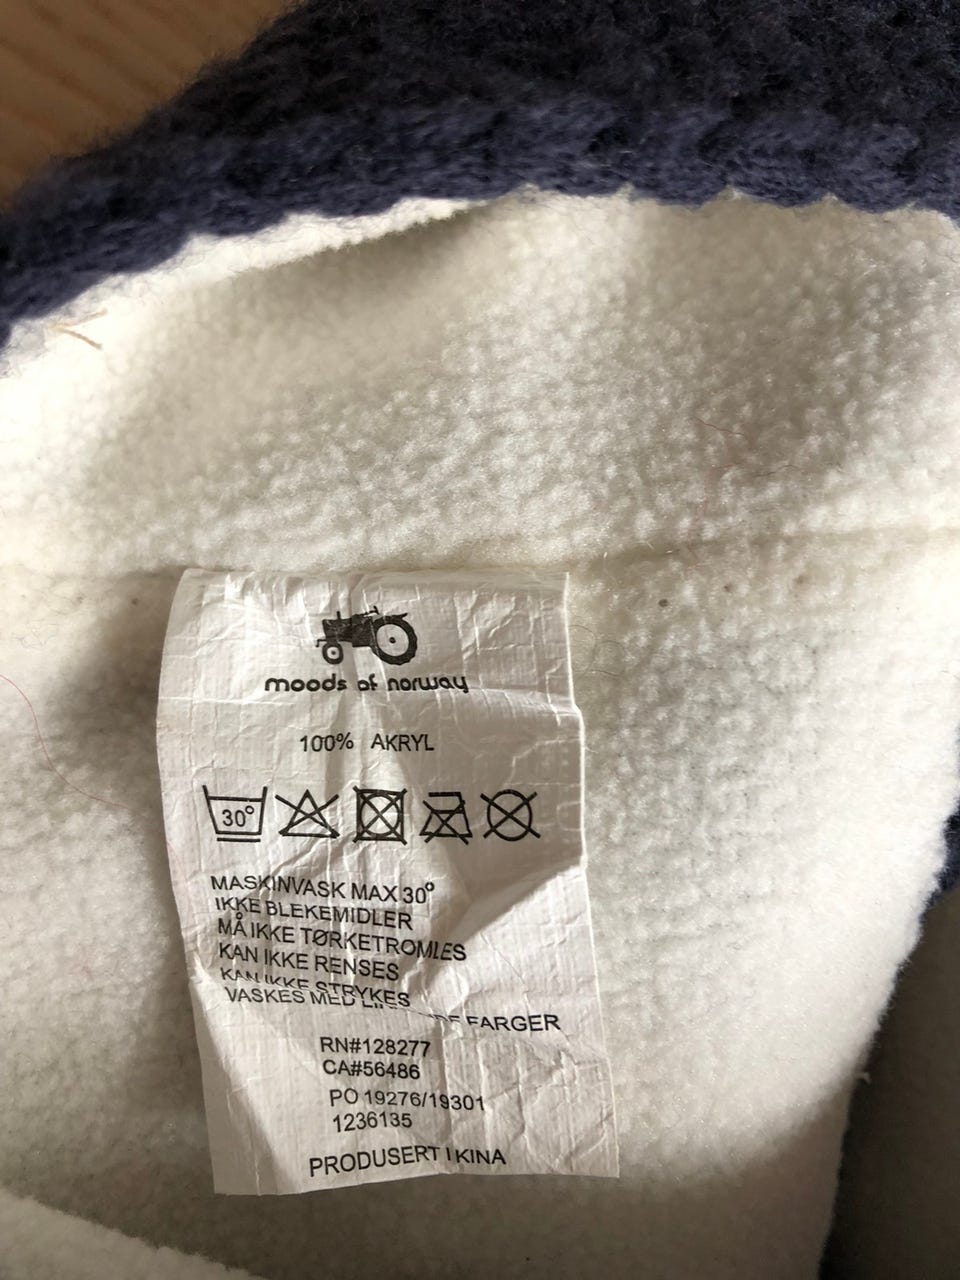 moods of norway
100% AKRYL
30°
MASKINVASK MAX 30°
IKKE BLEKEMIDLER
MÅ IKKE TØRKETROMLES
KAN IKKE RENSES
KAN IKKE STRYKES
VASKES MED FARGER
RN#128277
CA#56486
PO 19276/19301
1236135
PRODUSERT I KINA